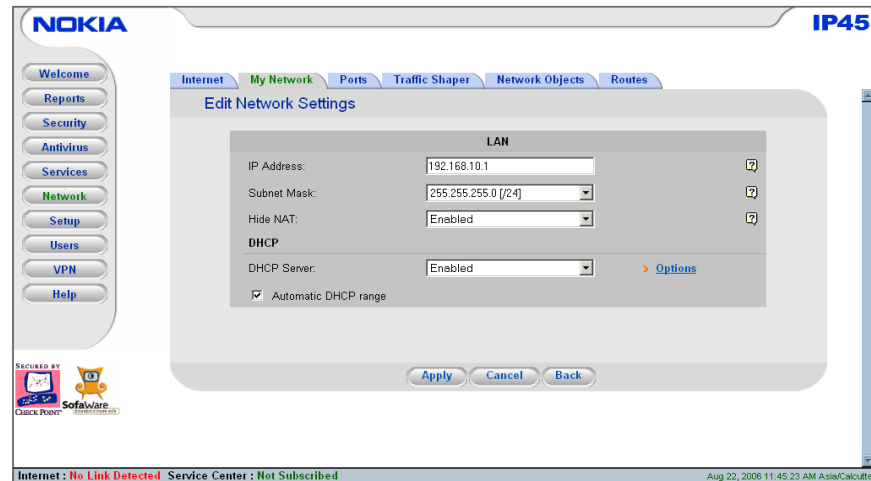 NOKIA
IP45
Welcome
Reports
Security
Antivirus
Services
Network
Setup
Users
VPN
Help
Internet My Network Ports Traffic Shaper Network Objects Routes
Edit Network Settings
LAN
IP Address: 192.168.10.1 ?
Subnet Mask: 255.255.255.0 [/24] ?
Hide NAT: Enabled ?
DHCP
DHCP Server: Enabled > Options
Automatic DHCP range
Apply Cancel Back
SECURED BY
CHECK POINT
SofaWare
Internet : No Link Detected Service Center : Not Subscribed Aug 22, 2006 11:45:23 AM Asia/Calcutta